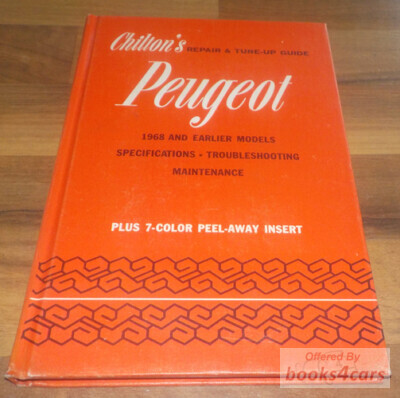 Chilton's REPAIR & TUNE-UP GUIDE
Peugeot
1968 AND EARLIER MODELS
SPECIFICATIONS • TROUBLESHOOTING
MAINTENANCE
PLUS 7-COLOR PEEL-AWAY INSERT
Offered By
books4cars